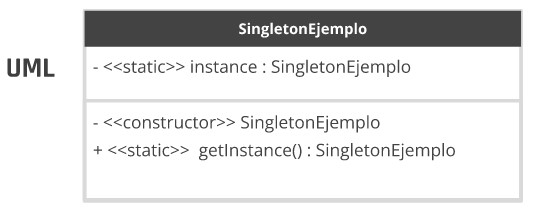 SingletonEjemplo
UML
- <<static>> instance : SingletonEjemplo
- <<constructor>> SingletonEjemplo
+ <<static>> getInstance() : SingletonEjemplo